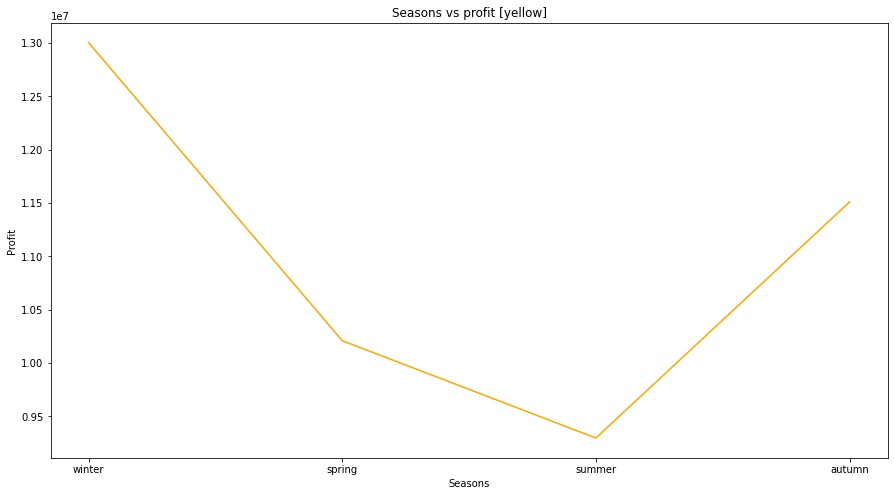 Seasons vs profit [yellow]
1e7
1.30
1.25
1.20
1.15
1.10
1.05
1.00
0.95
Profit
winter spring summer autumn
Seasons